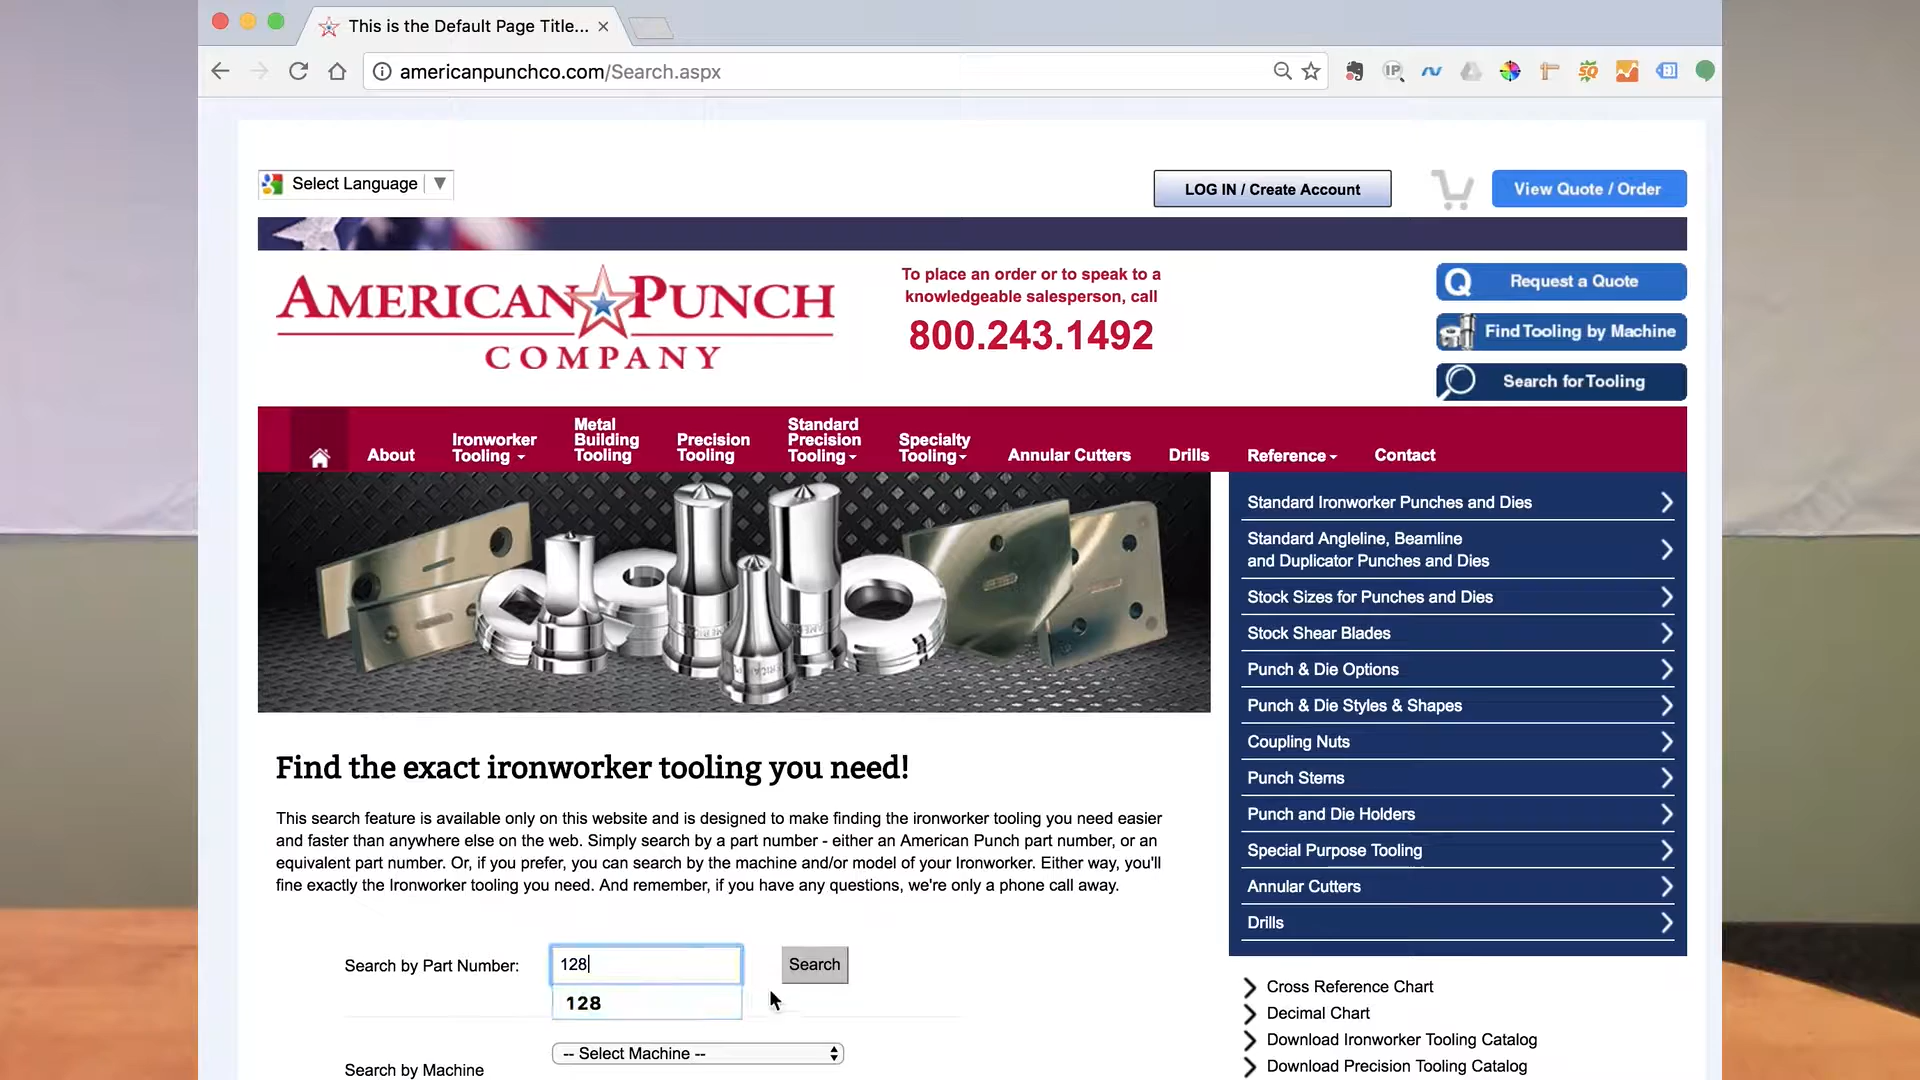 This is the Default Page Title...
americanpunchco.com/Search.aspx
Select Language
LOG IN / Create Account
View Quote / Order
AMERICAN PUNCH
COMPANY
To place an order or to speak to a
knowledgeable salesperson, call
800.243.1492
Request a Quote
Find Tooling by Machine
Search for Tooling
About
Ironworker
Tooling
Metal
Building
Tooling
Precision
Tooling
Standard
Precision
Tooling
Specialty
Tooling
Annular Cutters
Drills
Reference
Contact
Standard Ironworker Punches and Dies
Standard Angleline, Beamline
and Duplicator Punches and Dies
Stock Sizes for Punches and Dies
Stock Shear Blades
Punch & Die Options
Punch & Die Styles & Shapes
Coupling Nuts
Punch Stems
Punch and Die Holders
Special Purpose Tooling
Annular Cutters
Drills
Find the exact ironworker tooling you need!
This search feature is available only on this website and is designed to make finding the ironworker tooling you need easier
and faster than anywhere else on the web. Simply search by a part number - either an American Punch part number, or an
equivalent part number. Or, if you prefer, you can search by the machine and/or model of your Ironworker. Either way, you'll
fine exactly the Ironworker tooling you need. And remember, if you have any questions, we're only a phone call away.
Search by Part Number:
128
Search
128
-- Select Machine --
Search by Machine
Cross Reference Chart
Decimal Chart
Download Ironworker Tooling Catalog
Download Precision Tooling Catalog